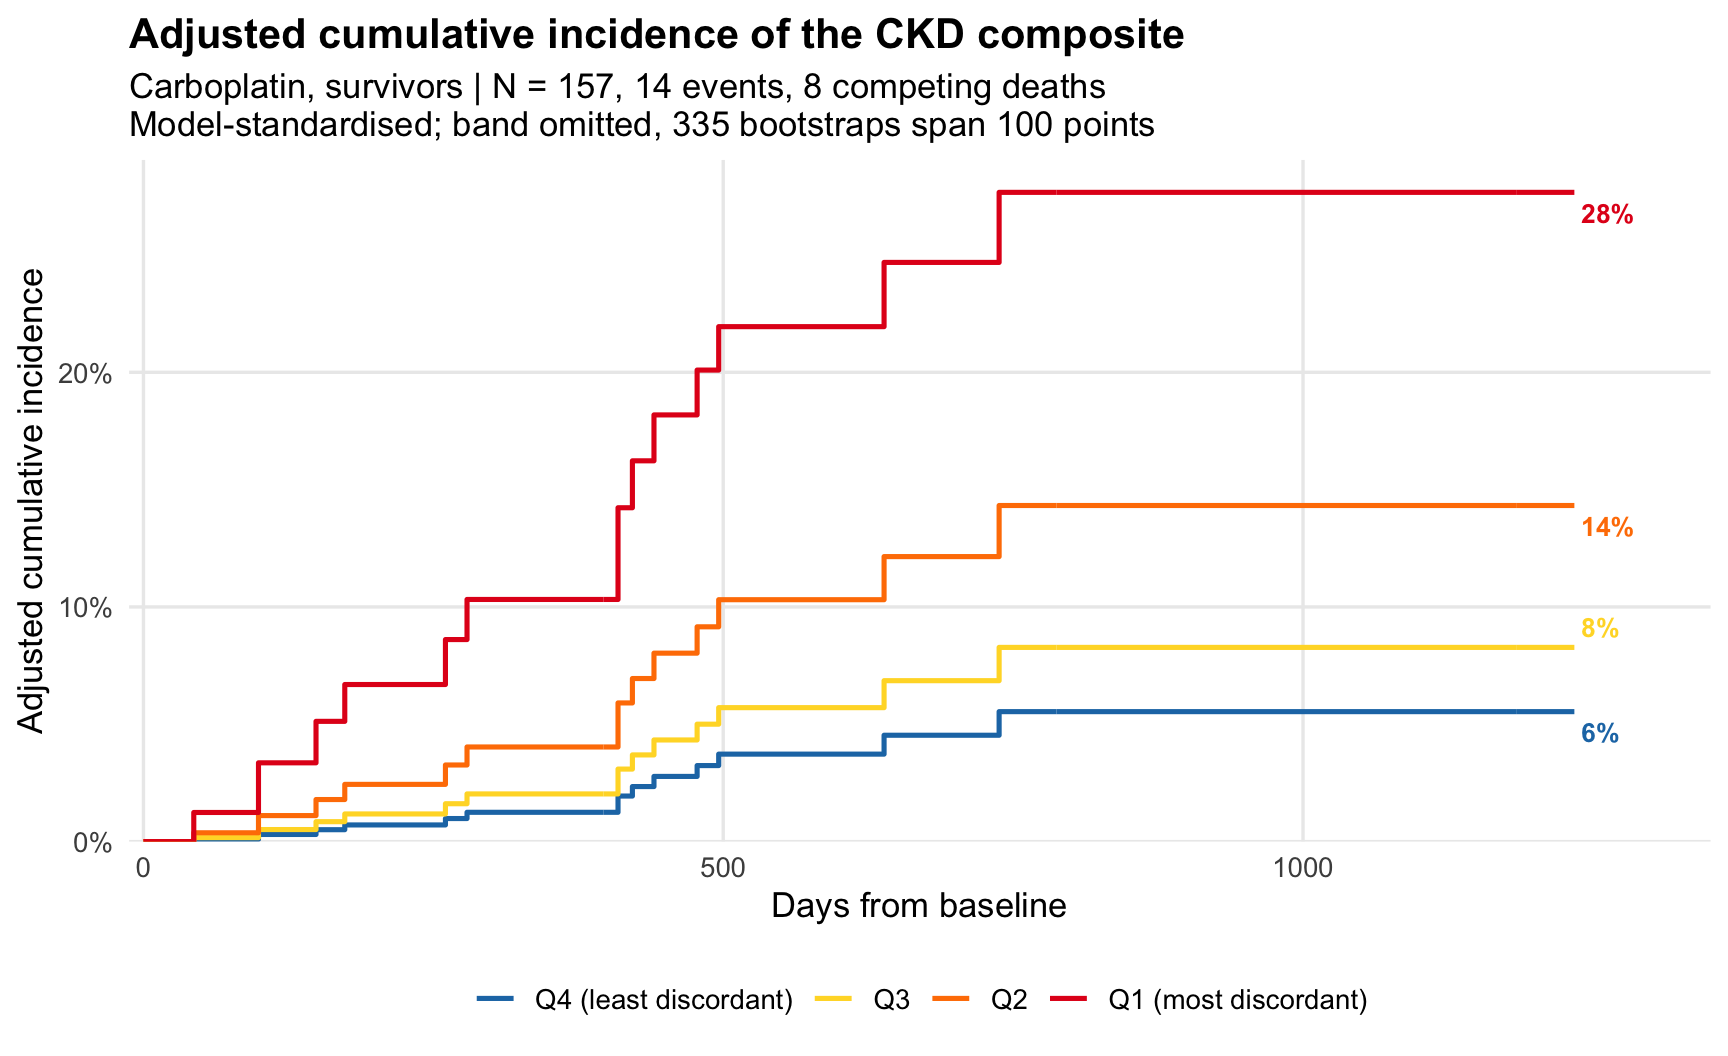 Adjusted cumulative incidence of the CKD composite
Carboplatin, survivors | N = 157, 14 events, 8 competing deaths
Model-standardised; band omitted, 335 bootstraps span 100 points
Adjusted cumulative incidence
20%
10%
0%
28%
14%
8%
6%
0
500
1000
Days from baseline
Q4 (least discordant)
Q3
Q2
Q1 (most discordant)